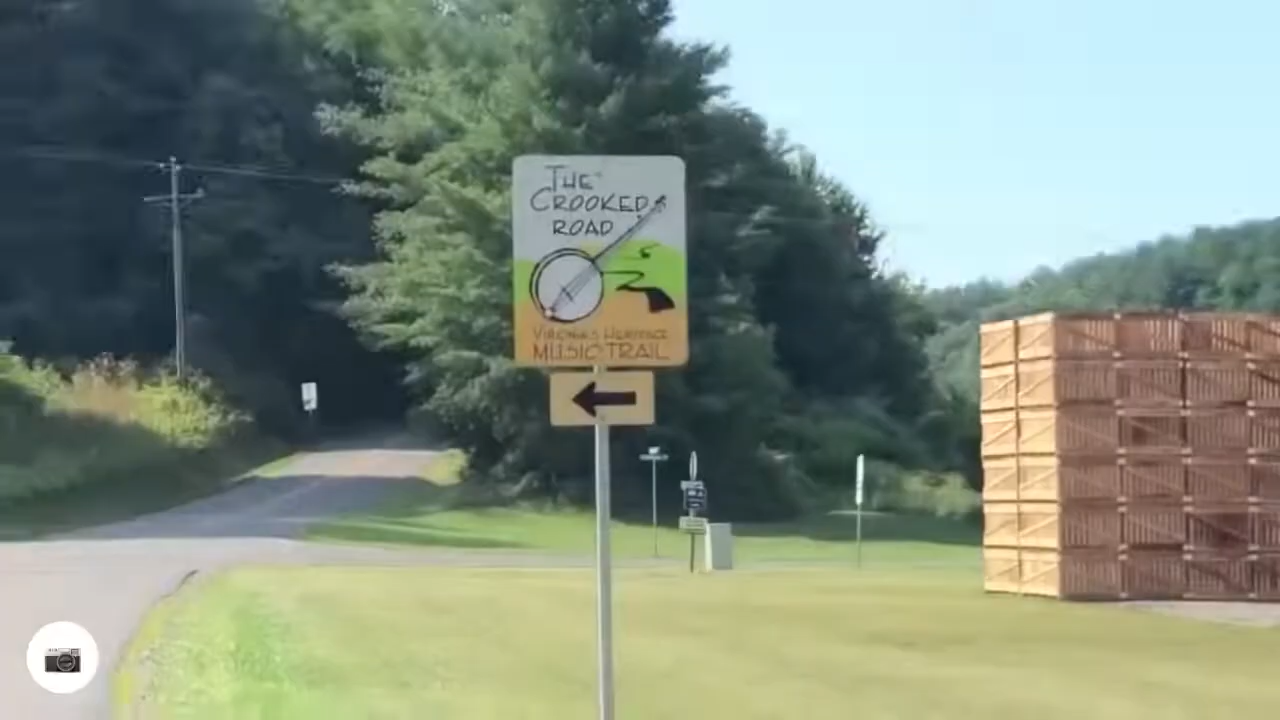 THE
CROOKED
ROAD
VIRGINIA'S HERITAGE
MUSIC TRAIL